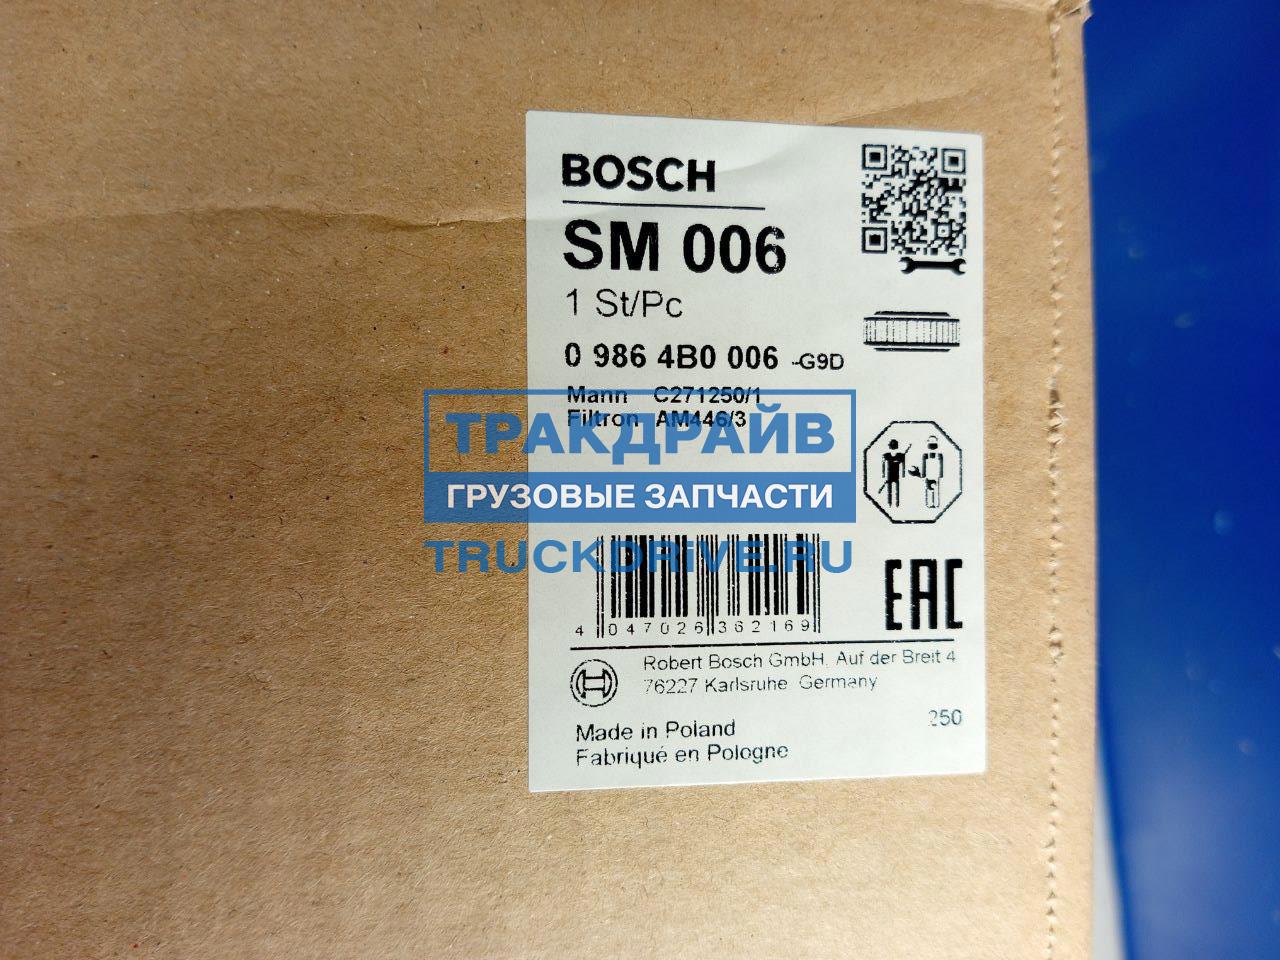 BOSCH
SM 006
1 St/Pc
0 986 4B0 006 -G9D
Mann C271250/1
Filtron AM446/3
ТРАКДРАЙВ
ГРУЗОВЫЕ ЗАПЧАСТИ
TRUCKDRiVE.RU
4 047026 362169
EAC
Robert Bosch GmbH, Auf der Breit 4
76227 Karlsruhe Germany
250
Made in Poland
Fabriqué en Pologne